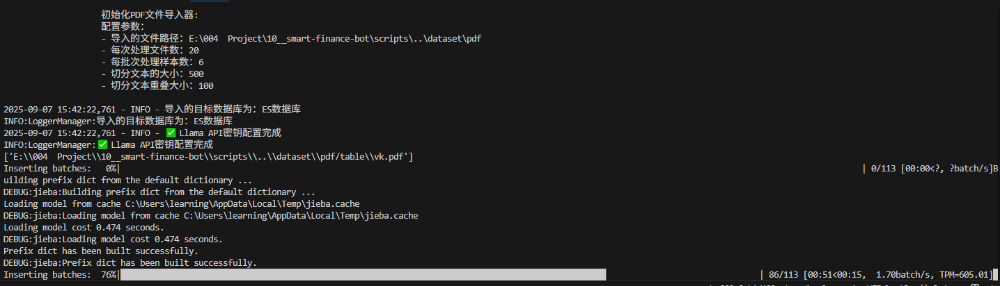 初始化PDF文件导入器:
配置参数:
- 导入的文件路径: E:\004  Project\10__smart-finance-bot\scripts\..\dataset\pdf
- 每次处理文件数: 20
- 每批次处理样本数: 6
- 切分文本的大小: 500
- 切分文本重叠大小: 100
2025-09-07 15:42:22,761 - INFO - 导入的目标数据库为: ES数据库
INFO:LoggerManager:导入的目标数据库为: ES数据库
2025-09-07 15:42:22,761 - INFO - ✅ Llama API密钥配置完成
INFO:LoggerManager:✅ Llama API密钥配置完成
['E:\\004  Project\\10__smart-finance-bot\\scripts\\..\\dataset\\pdf/table\\vk.pdf']
Inserting batches:   0%| | 0/113 [00:00<?, ?batch/s]B
uilding prefix dict from the default dictionary ...
DEBUG:jieba:Building prefix dict from the default dictionary ...
Loading model from cache C:\Users\learning\AppData\Local\Temp\jieba.cache
DEBUG:jieba:Loading model from cache C:\Users\learning\AppData\Local\Temp\jieba.cache
Loading model cost 0.474 seconds.
DEBUG:jieba:Loading model cost 0.474 seconds.
Prefix dict has been built successfully.
DEBUG:jieba:Prefix dict has been built successfully.
Inserting batches:  76%| | 86/113 [00:51<00:15,  1.70batch/s, TPM=605.01]